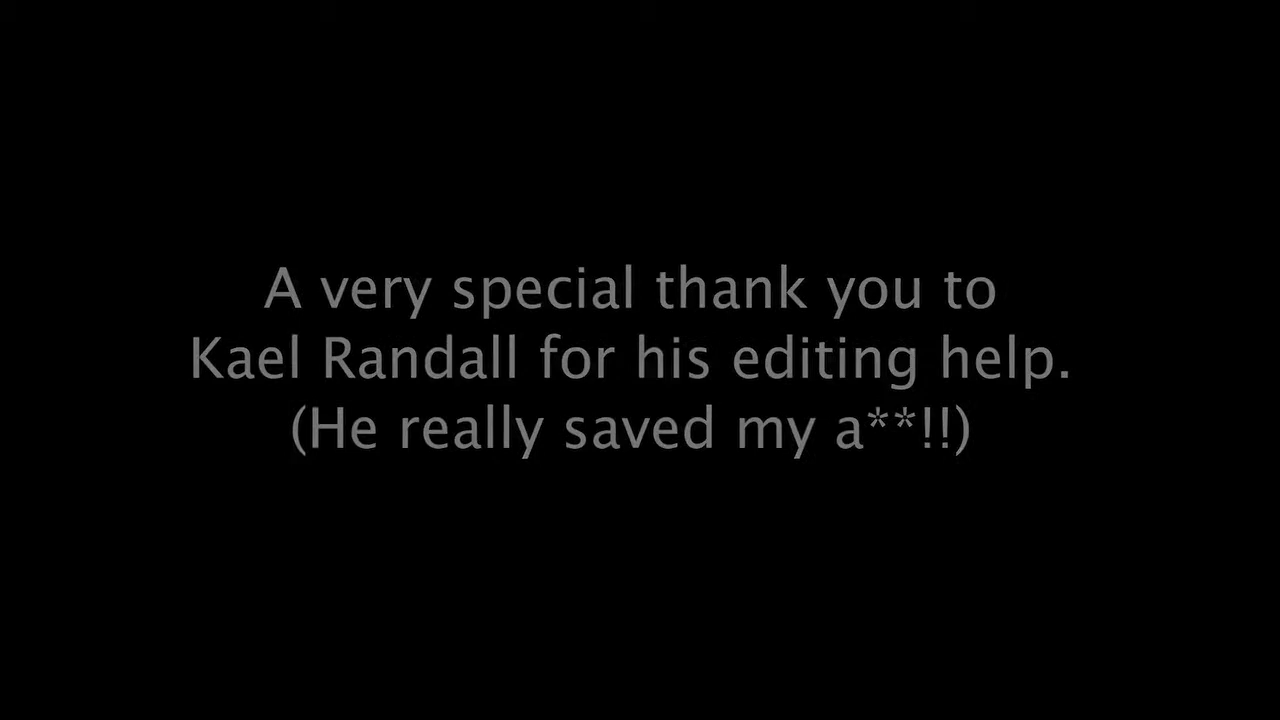 A very special thank you to
Kael Randall for his editing help.
(He really saved my a**!!)